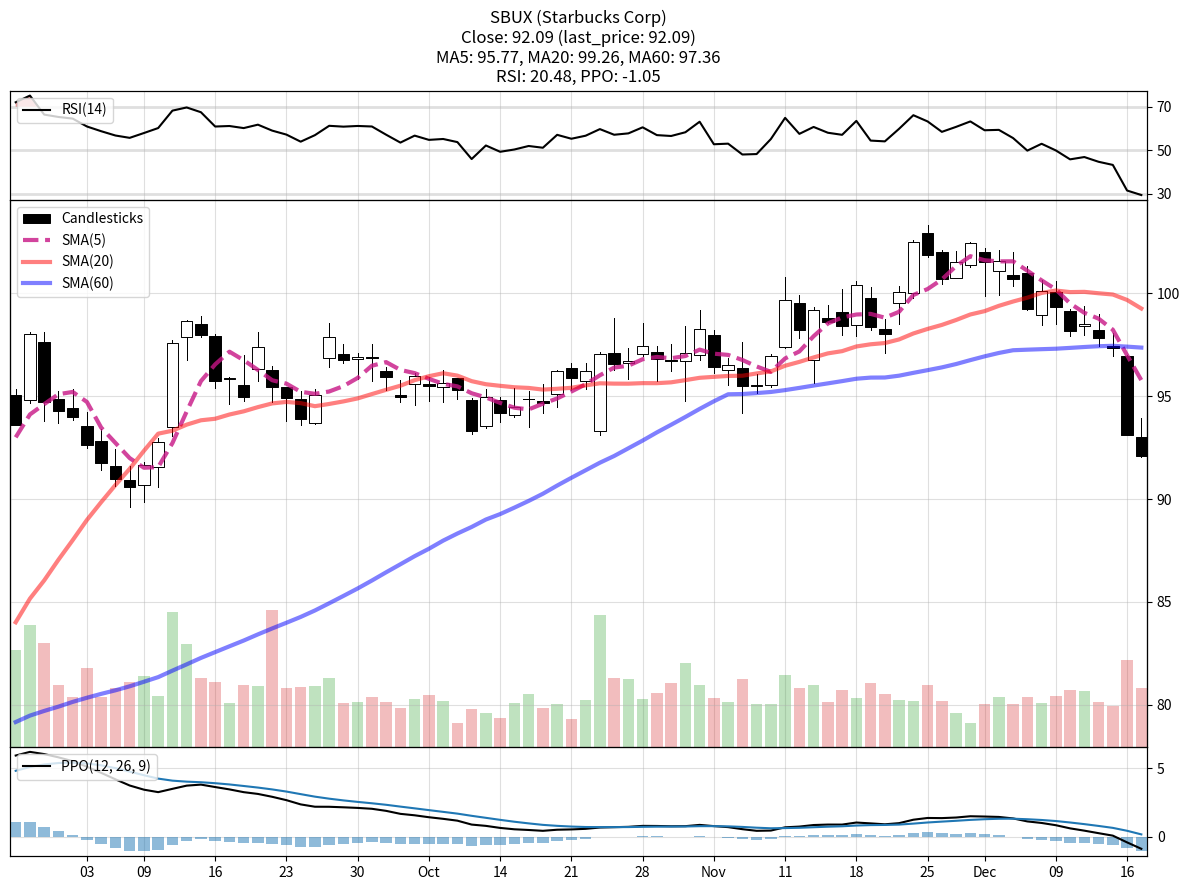 SBUX (Starbucks Corp)
Close: 92.09 (last_price: 92.09)
MA5: 95.77, MA20: 99.26, MA60: 97.36
RSI: 20.48, PPO: -1.05
RSI(14)
70
50
30
Candlesticks
SMA(5)
SMA(20)
SMA(60)
100
95
90
85
80
PPO(12, 26, 9)
5
0
03 09 16 23 30 Oct 14 21 28 Nov 11 18 25 Dec 09 16